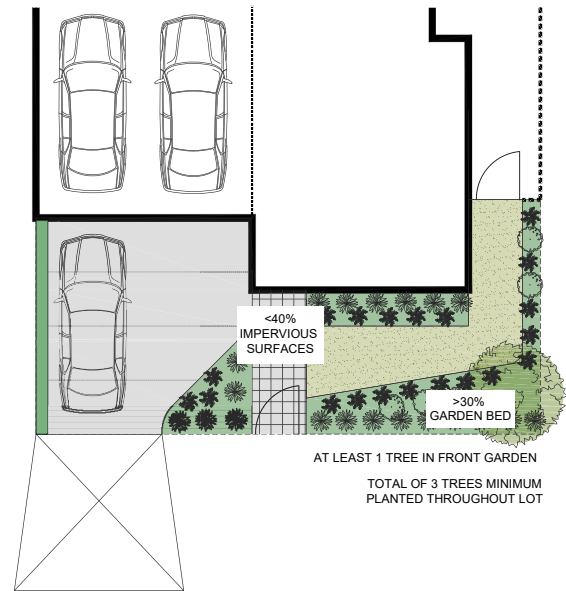 <40%
IMPERVIOUS
SURFACES
>30%
GARDEN BED
AT LEAST 1 TREE IN FRONT GARDEN
TOTAL OF 3 TREES MINIMUM
PLANTED THROUGHOUT LOT